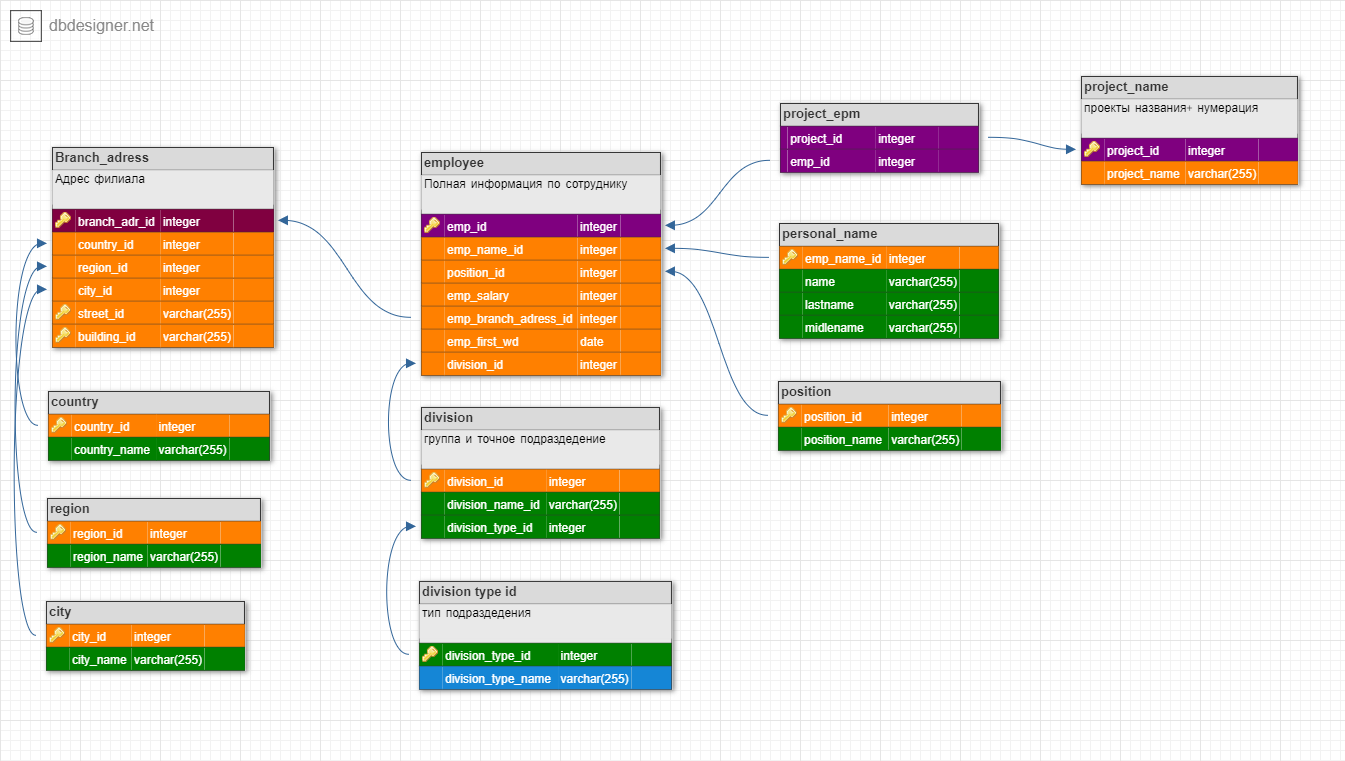 dbdesigner.net
Branch_adress
Адрес филиала
branch_adr_id integer
country_id integer
region_id integer
city_id integer
street_id varchar(255)
building_id varchar(255)
country
country_id integer
country_name varchar(255)
region
region_id integer
region_name varchar(255)
city
city_id integer
city_name varchar(255)
employee
Полная информация по сотруднику
emp_id integer
emp_name_id integer
position_id integer
emp_salary integer
emp_branch_adress_id integer
emp_first_wd date
division_id integer
division
группа и точное подраздедение
division_id integer
division_name_id varchar(255)
division_type_id integer
division type id
тип подраздедения
division_type_id integer
division_type_name varchar(255)
project_epm
project_id integer
emp_id integer
personal_name
emp_name_id integer
name varchar(255)
lastname varchar(255)
midlename varchar(255)
position
position_id integer
position_name varchar(255)
project_name
проекты названия+ нумерация
project_id integer
project_name varchar(255)